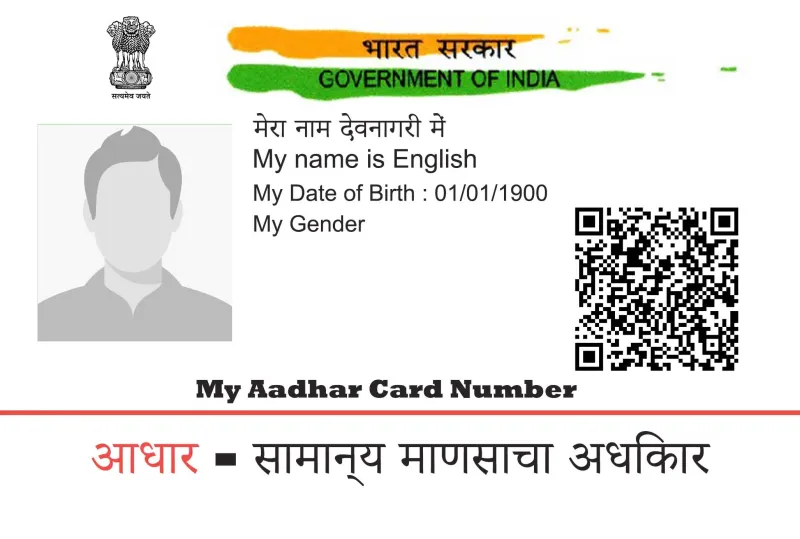 सत्यमेव जयते
भारत सरकार
GOVERNMENT OF INDIA
मेरा नाम देवनागरी में
My name is English
My Date of Birth : 01/01/1900
My Gender
My Aadhar Card Number
आधार - सामान्‍य माणसाचा अधिकार